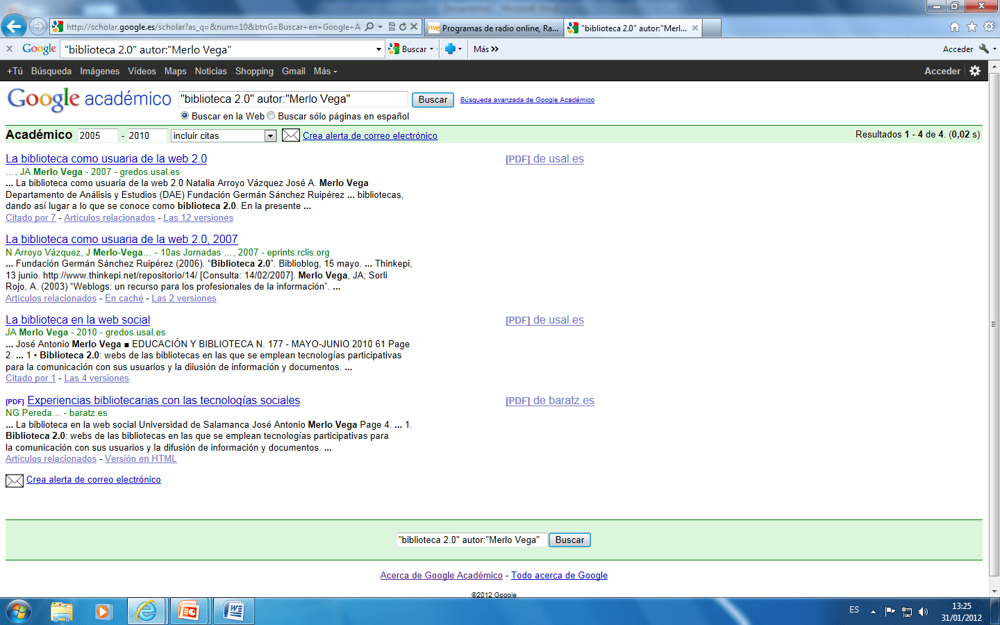 http://scholar.google.es/scholar?as_q=&num=10&btnG=Buscar+en+Google+A
Programas de radio online, Ra...
"biblioteca 2.0" autor:"Merl...
x Google "biblioteca 2.0" autor:"Merlo Vega" Buscar Más »
Acceder
+Tú Búsqueda Imágenes Vídeos Maps Noticias Shopping Gmail Más
Acceder
Google académico "biblioteca 2.0" autor:"Merlo Vega" Buscar Búsqueda avanzada de Google Académico
Buscar en la Web Buscar sólo páginas en español
Académico 2005 - 2010 incluir citas Crea alerta de correo electrónico Resultados 1 - 4 de 4. (0,02 s)
La biblioteca como usuaria de la web 2.0 [PDF] de usal.es
..., JA Merlo Vega - 2007 - gredos.usal.es
... La biblioteca como usuaria de la web 2.0 Natalia Arroyo Vázquez José A. Merlo Vega
Departamento de Análisis y Estudios (DAE) Fundación Germán Sánchez Ruipérez ... bibliotecas,
dando así lugar a lo que se conoce como biblioteca 2.0. En la presente ...
Citado por 7 - Artículos relacionados - Las 12 versiones
La biblioteca como usuaria de la web 2.0, 2007
N Arroyo Vázquez, J Merlo-Vega... - 10as Jornadas ..., 2007 - eprints.rclis.org
... Fundación Germán Sánchez Ruipérez (2006). “Biblioteca 2.0”. Biblioblog, 15 mayo. ... Thinkepi,
13 junio. http://www.thinkepi.net/repositorio/14/ [Consulta: 14/02/2007]. Merlo Vega, JA; Sorli
Rojo, A. (2003) “Weblogs: un recurso para los profesionales de la información”. ...
Artículos relacionados - En caché - Las 2 versiones
La biblioteca en la web social [PDF] de usal.es
JA Merlo Vega - 2010 - gredos.usal.es
... José Antonio Merlo Vega ■ EDUCACIÓN Y BIBLIOTECA N. 177 - MAYO-JUNIO 2010 61 Page
2. ... 1 • Biblioteca 2.0: webs de las bibliotecas en las que se emplean tecnologías participativas
para la comunicación con sus usuarios y la diiusión de información y documentos. ...
Citado por 1 - Las 4 versiones
[PDF] Experiencias bibliotecarias con las tecnologías sociales [PDF] de baratz.es
NG Pereda... - baratz.es
... La biblioteca en la web social Universidad de Salamanca José Antonio Merlo Vega Page 4. ... 1.
Biblioteca 2.0: webs de las bibliotecas en las que se emplean tecnologías participativas para
la comunicación con sus usuarios y la difusión de información y documentos. ...
Artículos relacionados - Versión en HTML
Crea alerta de correo electrónico
"biblioteca 2.0" autor:"Merlo Vega" Buscar
Acerca de Google Académico - Todo acerca de Google
©2012 Google
ES
13:25
31/01/2012